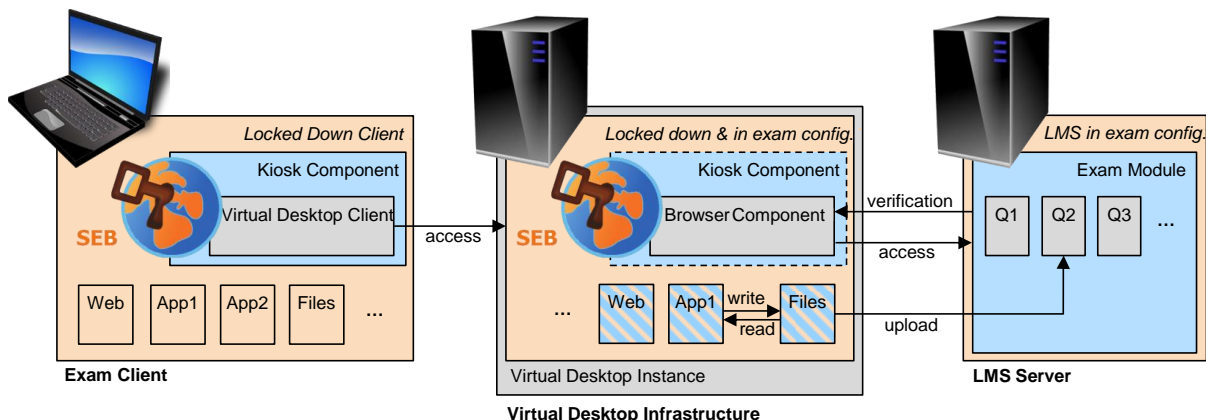 Locked Down Client
Kiosk Component
Virtual Desktop Client
SEB
Web App1 App2 Files ...
Exam Client
access
Locked down & in exam config.
Kiosk Component
Browser Component
SEB
... Web App1 write Files
read
Virtual Desktop Instance
Virtual Desktop Infrastructure
verification
access
upload
LMS in exam config.
Exam Module
Q1 Q2 Q3 ...
LMS Server